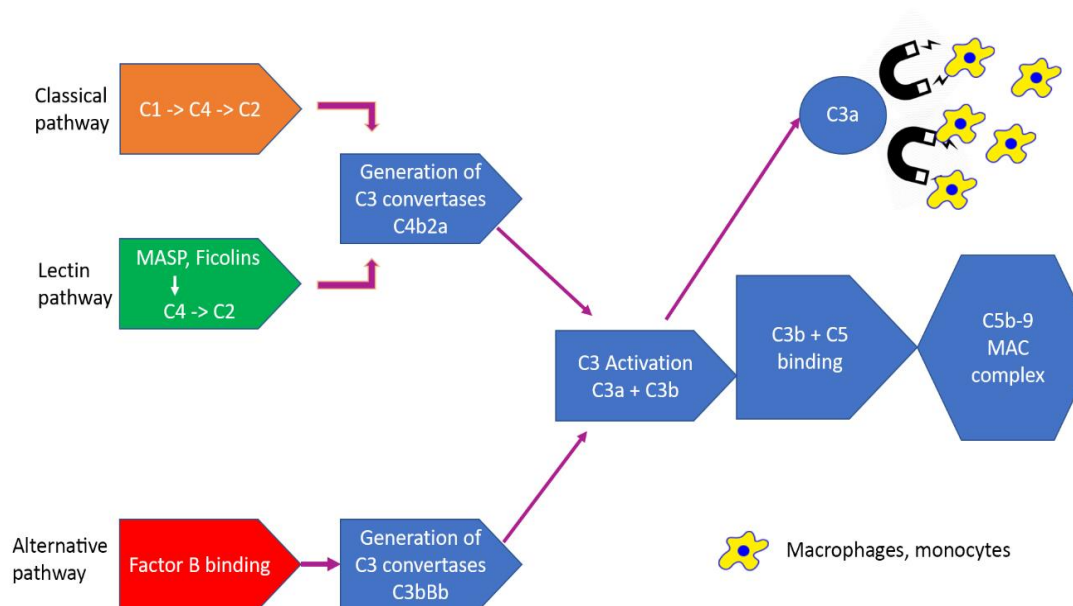 Classical
pathway
C1 -> C4 -> C2
Generation of
C3 convertases
C4b2a
Lectin
pathway
MASP, Ficolins
C4 -> C2
Alternative
pathway
Factor B binding
Generation of
C3 convertases
C3bBb
C3 Activation
C3a + C3b
C3a
C3b + C5
binding
C5b-9
MAC
complex
Macrophages, monocytes